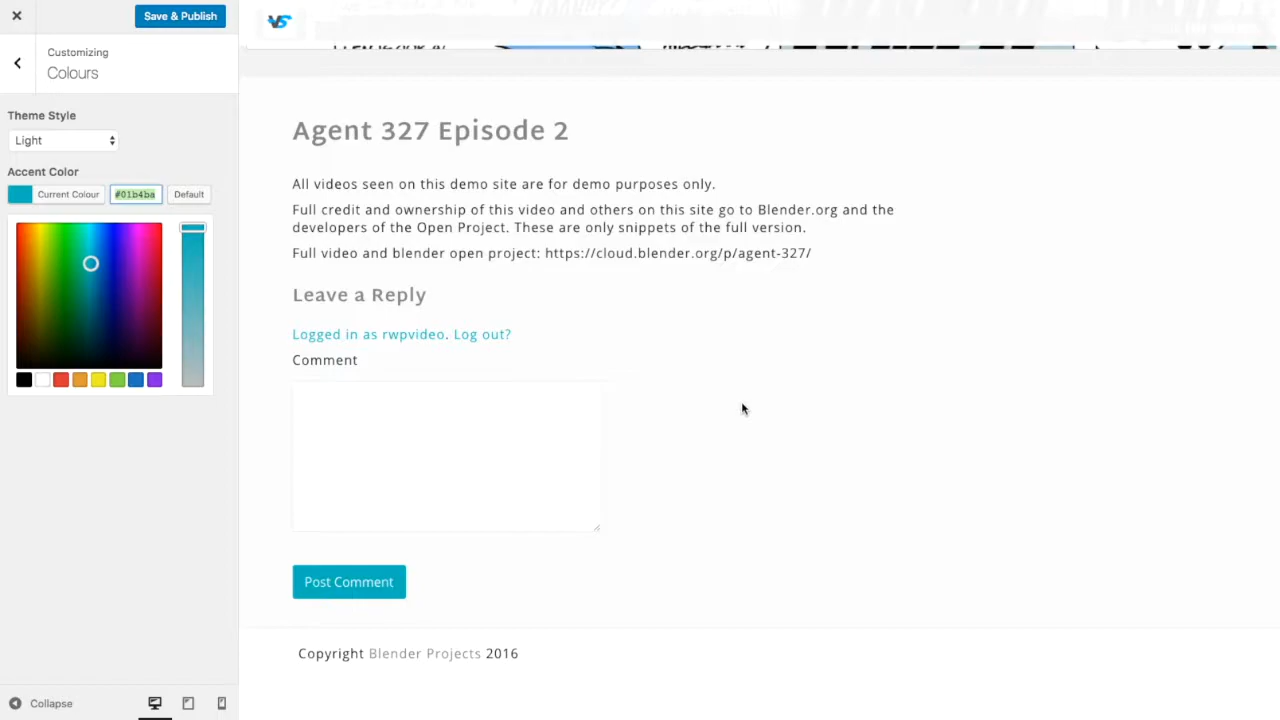 Save & Publish
Customizing
Colours
Theme Style
Light
Accent Color
Current Colour
#01b4ba
Default
Agent 327 Episode 2
All videos seen on this demo site are for demo purposes only.
Full credit and ownership of this video and others on this site go to Blender.org and the
developers of the Open Project. These are only snippets of the full version.
Full video and blender open project: https://cloud.blender.org/p/agent-327/
Leave a Reply
Logged in as rwpvideo. Log out?
Comment
Post Comment
Copyright Blender Projects 2016
Collapse